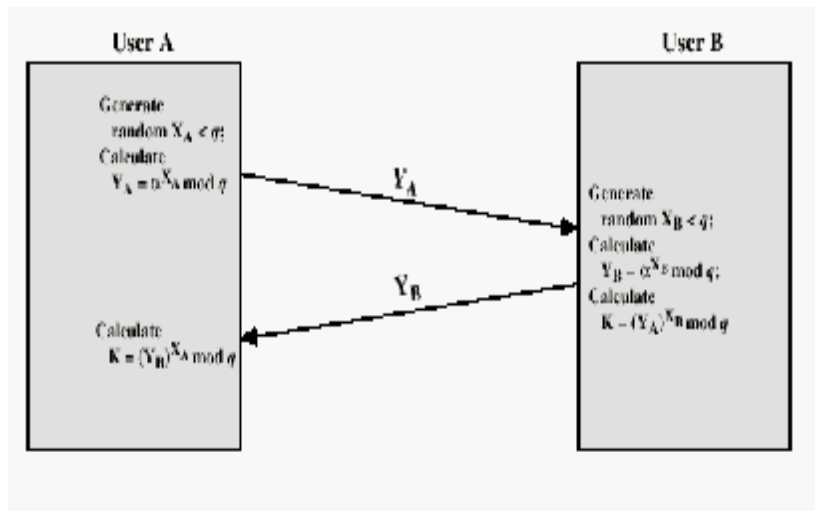 User A
User B
Generate
random X_A < q;
Calculate
Y_A = α^X_A mod q
Y_A
Generate
random X_B < q;
Calculate
Y_B = α^X_B mod q;
Calculate
K = (Y_A)^X_B mod q
Y_B
Calculate
K = (Y_B)^X_A mod q